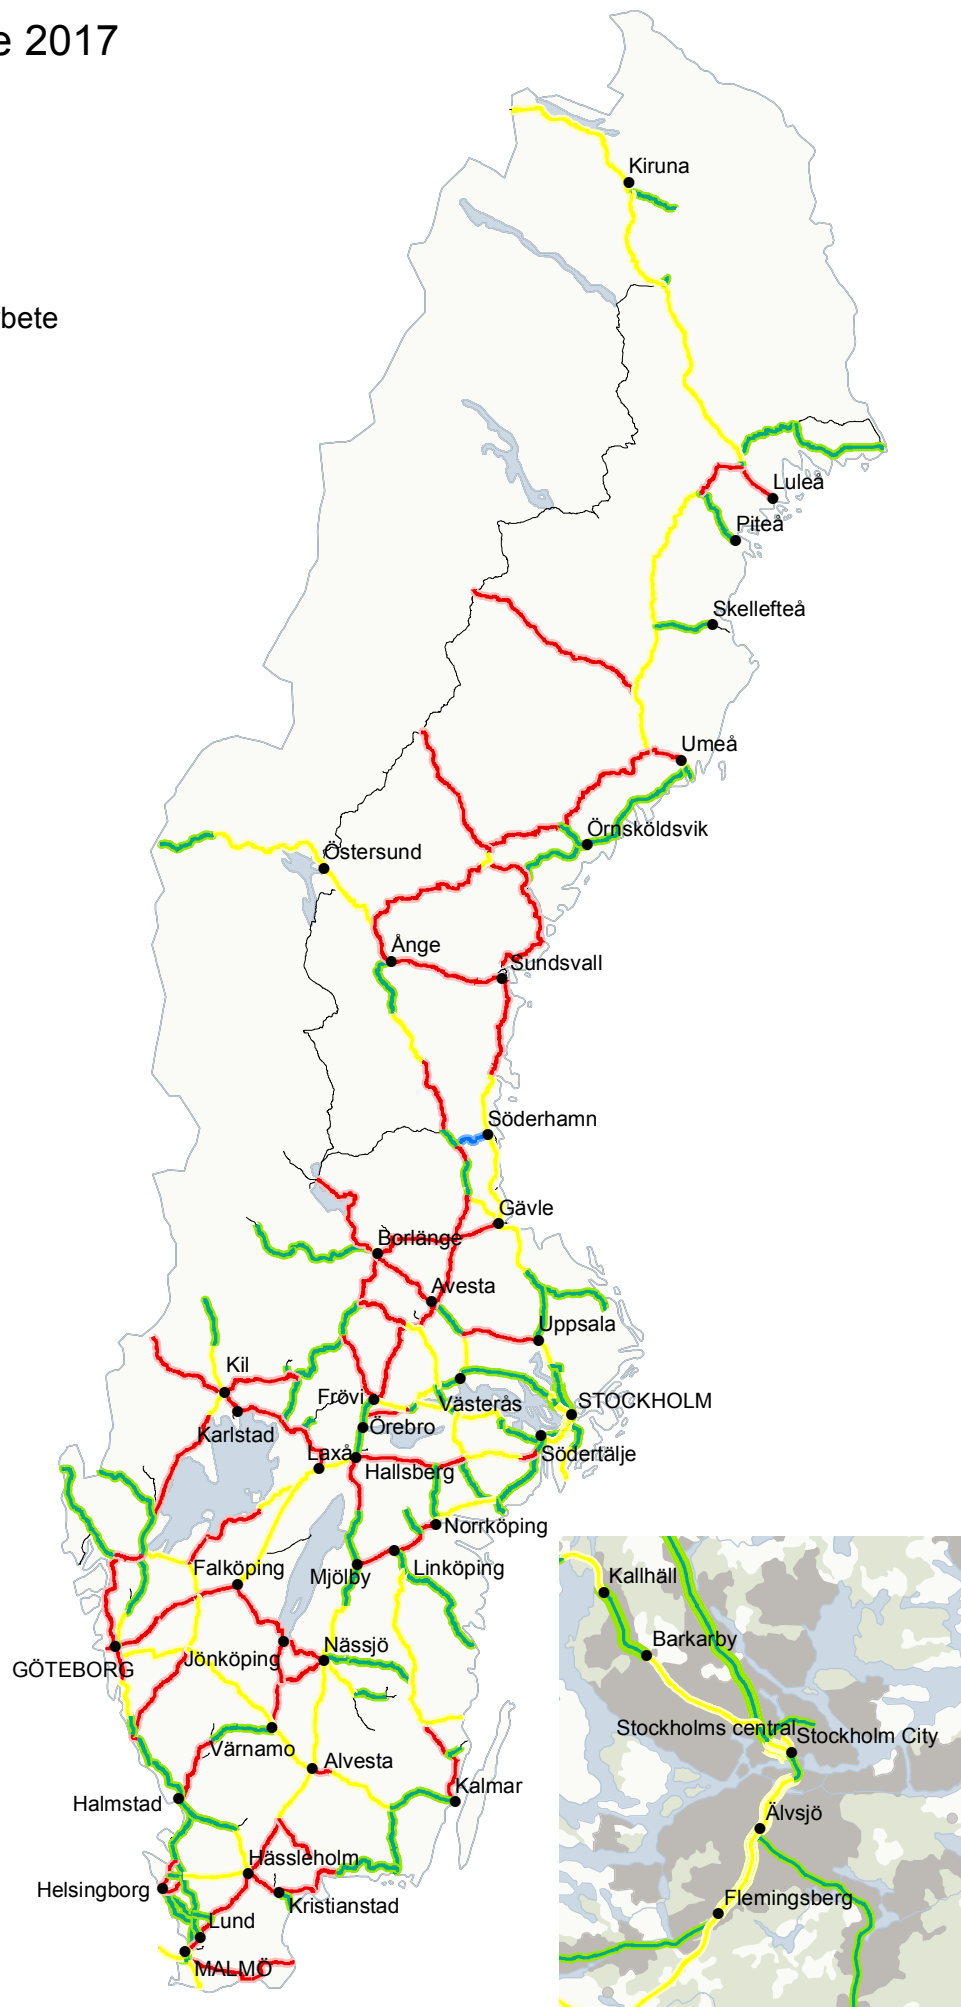 e 2017
Kiruna
bete
Luleå
Piteå
Skellefteå
Umeå
Örnsköldsvik
Östersund
Ånge
Sundsvall
Söderhamn
Gävle
Borlänge
Avesta
Uppsala
Kil
Frövi
Västerås
STOCKHOLM
Karlstad
Örebro
Laxå
Södertälje
Hallsberg
Norrköping
Falköping
Mjölby
Linköping
Kallhäll
Barkarby
Nässjö
Jönköping
GÖTEBORG
Stockholms central
Stockholm City
Värnamo
Alvesta
Kalmar
Halmstad
Älvsjö
Hässleholm
Helsingborg
Kristianstad
Flemingsberg
Lund
MALMÖ